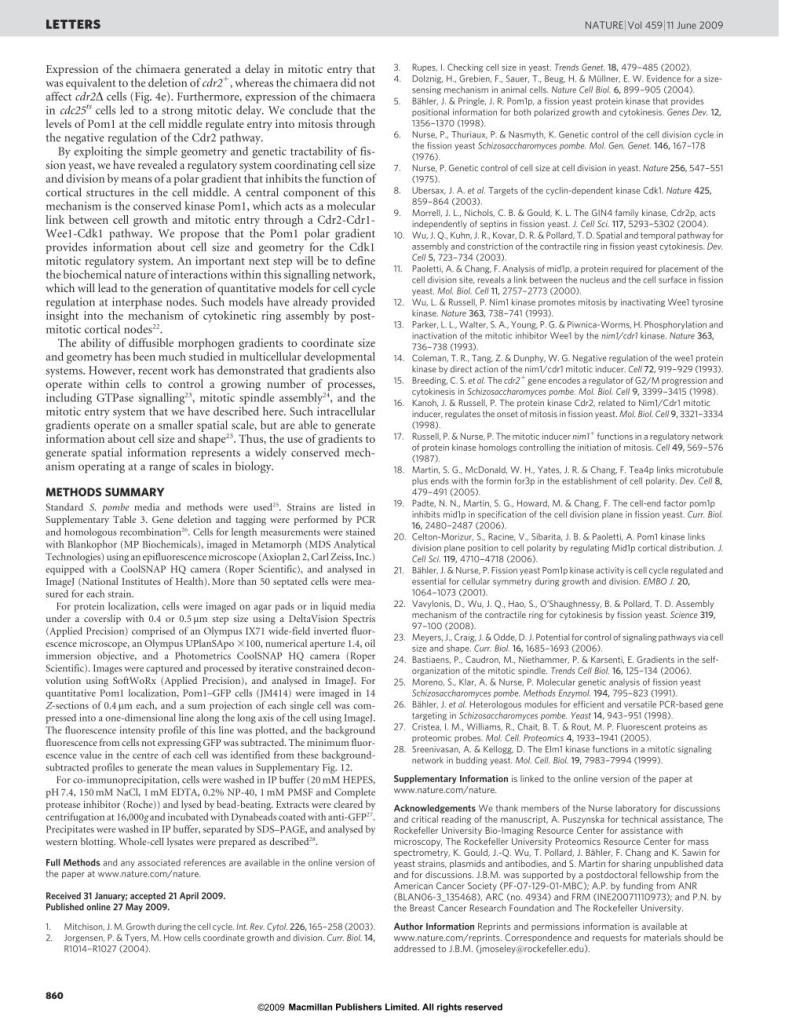 LETTERS
NATURE|Vol 459|11 June 2009
Expression of the chimaera generated a delay in mitotic entry that
was equivalent to the deletion of cdr2⁺, whereas the chimaera did not
affect cdr2Δ cells (Fig. 4e). Furthermore, expression of the chimaera
in cdc25ᵗˢ cells led to a strong mitotic delay. We conclude that the
levels of Pom1 at the cell middle regulate entry into mitosis through
the negative regulation of the Cdr2 pathway.
By exploiting the simple geometry and genetic tractability of fis-
sion yeast, we have revealed a regulatory system coordinating cell size
and division by means of a polar gradient that inhibits the function of
cortical structures in the cell middle. A central component of this
mechanism is the conserved kinase Pom1, which acts as a molecular
link between cell growth and mitotic entry through a Cdr2-Cdr1-
Wee1-Cdk1 pathway. We propose that the Pom1 polar gradient
provides information about cell size and geometry for the Cdk1
mitotic regulatory system. An important next step will be to define
the biochemical nature of interactions within this signalling network,
which will lead to the generation of quantitative models for cell cycle
regulation at interphase nodes. Such models have already provided
insight into the mechanism of cytokinetic ring assembly by post-
mitotic cortical nodes²².
The ability of diffusible morphogen gradients to coordinate size
and geometry has been much studied in multicellular developmental
systems. However, recent work has demonstrated that gradients also
operate within cells to control a growing number of processes,
including GTPase signalling²³, mitotic spindle assembly²⁴, and the
mitotic entry system that we have described here. Such intracellular
gradients operate on a smaller spatial scale, but are able to generate
information about cell size and shape²³. Thus, the use of gradients to
generate spatial information represents a widely conserved mech-
anism operating at a range of scales in biology.
METHODS SUMMARY
Standard S. pombe media and methods were used²⁵. Strains are listed in
Supplementary Table 3. Gene deletion and tagging were performed by PCR
and homologous recombination²⁶. Cells for length measurements were stained
with Blankophor (MP Biochemicals), imaged in Metamorph (MDS Analytical
Technologies) using an epifluorescence microscope (Axioplan 2, Carl Zeiss, Inc.)
equipped with a CoolSNAP HQ camera (Roper Scientific), and analysed in
ImageJ (National Institutes of Health). More than 50 septated cells were mea-
sured for each strain.
For protein localization, cells were imaged on agar pads or in liquid media
under a coverslip with 0.4 or 0.5 μm step size using a DeltaVision Spectris
(Applied Precision) comprised of an Olympus IX71 wide-field inverted fluor-
escence microscope, an Olympus UPlanSApo ×100, numerical aperture 1.4, oil
immersion objective, and a Photometrics CoolSNAP HQ camera (Roper
Scientific). Images were captured and processed by iterative constrained decon-
volution using SoftWoRx (Applied Precision), and analysed in ImageJ. For
quantitative Pom1 localization, Pom1–GFP cells (JM414) were imaged in 14
Z-sections of 0.4 μm each, and a sum projection of each single cell was com-
pressed into a one-dimensional line along the long axis of the cell using ImageJ.
The fluorescence intensity profile of this line was plotted, and the background
fluorescence from cells not expressing GFP was subtracted. The minimum fluor-
escence value in the centre of each cell was identified from these background-
subtracted profiles to generate the mean values in Supplementary Fig. 12.
For co-immunoprecipitation, cells were washed in IP buffer (20 mM HEPES,
pH 7.4, 150 mM NaCl, 1 mM EDTA, 0.2% NP-40, 1 mM PMSF and Complete
protease inhibitor (Roche)) and lysed by bead-beating. Extracts were cleared by
centrifugation at 16,000g and incubated with Dynabeads coated with anti-GFP²⁷.
Precipitates were washed in IP buffer, separated by SDS–PAGE, and analysed by
western blotting. Whole-cell lysates were prepared as described²⁸.
Full Methods and any associated references are available in the online version of
the paper at www.nature.com/nature.
Received 31 January; accepted 21 April 2009.
Published online 27 May 2009.
1. Mitchison, J. M. Growth during the cell cycle. Int. Rev. Cytol. 226, 165–258 (2003).
2. Jorgensen, P. & Tyers, M. How cells coordinate growth and division. Curr. Biol. 14,
R1014–R1027 (2004).
3. Rupes, I. Checking cell size in yeast. Trends Genet. 18, 479–485 (2002).
4. Dolznig, H., Grebien, F., Sauer, T., Beug, H. & Müllner, E. W. Evidence for a size-
sensing mechanism in animal cells. Nature Cell Biol. 6, 899–905 (2004).
5. Bähler, J. & Pringle, J. R. Pom1p, a fission yeast protein kinase that provides
positional information for both polarized growth and cytokinesis. Genes Dev. 12,
1356–1370 (1998).
6. Nurse, P., Thuriaux, P. & Nasmyth, K. Genetic control of the cell division cycle in
the fission yeast Schizosaccharomyces pombe. Mol. Gen. Genet. 146, 167–178
(1976).
7. Nurse, P. Genetic control of cell size at cell division in yeast. Nature 256, 547–551
(1975).
8. Ubersax, J. A. et al. Targets of the cyclin-dependent kinase Cdk1. Nature 425,
859–864 (2003).
9. Morrell, J. L., Nichols, C. B. & Gould, K. L. The GIN4 family kinase, Cdr2p, acts
independently of septins in fission yeast. J. Cell Sci. 117, 5293–5302 (2004).
10. Wu, J. Q., Kuhn, J. R., Kovar, D. R. & Pollard, T. D. Spatial and temporal pathway for
assembly and constriction of the contractile ring in fission yeast cytokinesis. Dev.
Cell 5, 723–734 (2003).
11. Paoletti, A. & Chang, F. Analysis of mid1p, a protein required for placement of the
cell division site, reveals a link between the nucleus and the cell surface in fission
yeast. Mol. Biol. Cell 11, 2757–2773 (2000).
12. Wu, L. & Russell, P. Nim1 kinase promotes mitosis by inactivating Wee1 tyrosine
kinase. Nature 363, 738–741 (1993).
13. Parker, L. L., Walter, S. A., Young, P. G. & Piwnica-Worms, H. Phosphorylation and
inactivation of the mitotic inhibitor Wee1 by the nim1/cdr1 kinase. Nature 363,
736–738 (1993).
14. Coleman, T. R., Tang, Z. & Dunphy, W. G. Negative regulation of the wee1 protein
kinase by direct action of the nim1/cdr1 mitotic inducer. Cell 72, 919–929 (1993).
15. Breeding, C. S. et al. The cdr2⁺ gene encodes a regulator of G2/M progression and
cytokinesis in Schizosaccharomyces pombe. Mol. Biol. Cell 9, 3399–3415 (1998).
16. Kanoh, J. & Russell, P. The protein kinase Cdr2, related to Nim1/Cdr1 mitotic
inducer, regulates the onset of mitosis in fission yeast. Mol. Biol. Cell 9, 3321–3334
(1998).
17. Russell, P. & Nurse, P. The mitotic inducer nim1⁺ functions in a regulatory network
of protein kinase homologs controlling the initiation of mitosis. Cell 49, 569–576
(1987).
18. Martin, S. G., McDonald, W. H., Yates, J. R. & Chang, F. Tea4p links microtubule
plus ends with the formin for3p in the establishment of cell polarity. Dev. Cell 8,
479–491 (2005).
19. Padte, N. N., Martin, S. G., Howard, M. & Chang, F. The cell-end factor pom1p
inhibits mid1p in specification of the cell division plane in fission yeast. Curr. Biol.
16, 2480–2487 (2006).
20. Celton-Morizur, S., Racine, V., Sibarita, J. B. & Paoletti, A. Pom1 kinase links
division plane position to cell polarity by regulating Mid1p cortical distribution. J.
Cell Sci. 119, 4710–4718 (2006).
21. Bähler, J. & Nurse, P. Fission yeast Pom1p kinase activity is cell cycle regulated and
essential for cellular symmetry during growth and division. EMBO J. 20,
1064–1073 (2001).
22. Vavylonis, D., Wu, J. Q., Hao, S., O'Shaughnessy, B. & Pollard, T. D. Assembly
mechanism of the contractile ring for cytokinesis by fission yeast. Science 319,
97–100 (2008).
23. Meyers, J., Craig, J. & Odde, D. J. Potential for control of signaling pathways via cell
size and shape. Curr. Biol. 16, 1685–1693 (2006).
24. Bastiaens, P., Caudron, M., Niethammer, P. & Karsenti, E. Gradients in the self-
organization of the mitotic spindle. Trends Cell Biol. 16, 125–134 (2006).
25. Moreno, S., Klar, A. & Nurse, P. Molecular genetic analysis of fission yeast
Schizosaccharomyces pombe. Methods Enzymol. 194, 795–823 (1991).
26. Bähler, J. et al. Heterologous modules for efficient and versatile PCR-based gene
targeting in Schizosaccharomyces pombe. Yeast 14, 943–951 (1998).
27. Cristea, I. M., Williams, R., Chait, B. T. & Rout, M. P. Fluorescent proteins as
proteomic probes. Mol. Cell. Proteomics 4, 1933–1941 (2005).
28. Sreenivasan, A. & Kellogg, D. The Elm1 kinase functions in a mitotic signaling
network in budding yeast. Mol. Cell. Biol. 19, 7983–7994 (1999).
Supplementary Information is linked to the online version of the paper at
www.nature.com/nature.
Acknowledgements We thank members of the Nurse laboratory for discussions
and critical reading of the manuscript, A. Puszynska for technical assistance, The
Rockefeller University Bio-Imaging Resource Center for assistance with
microscopy, The Rockefeller University Proteomics Resource Center for mass
spectrometry, K. Gould, J.-Q. Wu, T. Pollard, J. Bähler, F. Chang and K. Sawin for
yeast strains, plasmids and antibodies, and S. Martin for sharing unpublished data
and for discussions. J.B.M. was supported by a postdoctoral fellowship from the
American Cancer Society (PF-07-129-01-MBC); A.P. by funding from ANR
(BLAN06-3_135468), ARC (no. 4934) and FRM (INE20071110973); and P.N. by
the Breast Cancer Research Foundation and The Rockefeller University.
Author Information Reprints and permissions information is available at
www.nature.com/reprints. Correspondence and requests for materials should be
addressed to J.B.M. (jmoseley@rockefeller.edu).
860
©2009 Macmillan Publishers Limited. All rights reserved